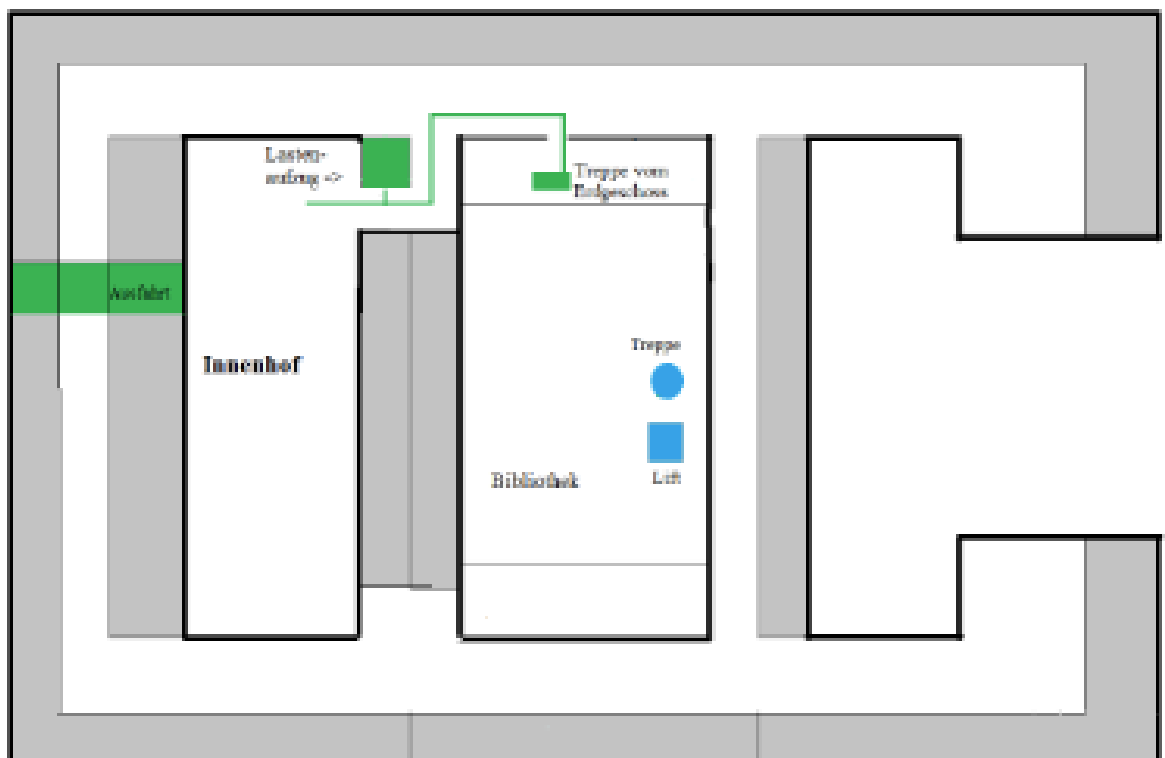 Lasten-
aufzug ->
Treppe vom
Erdgeschoss
Ausfahrt
Treppe
Innenhof
Bibliothek
Lift